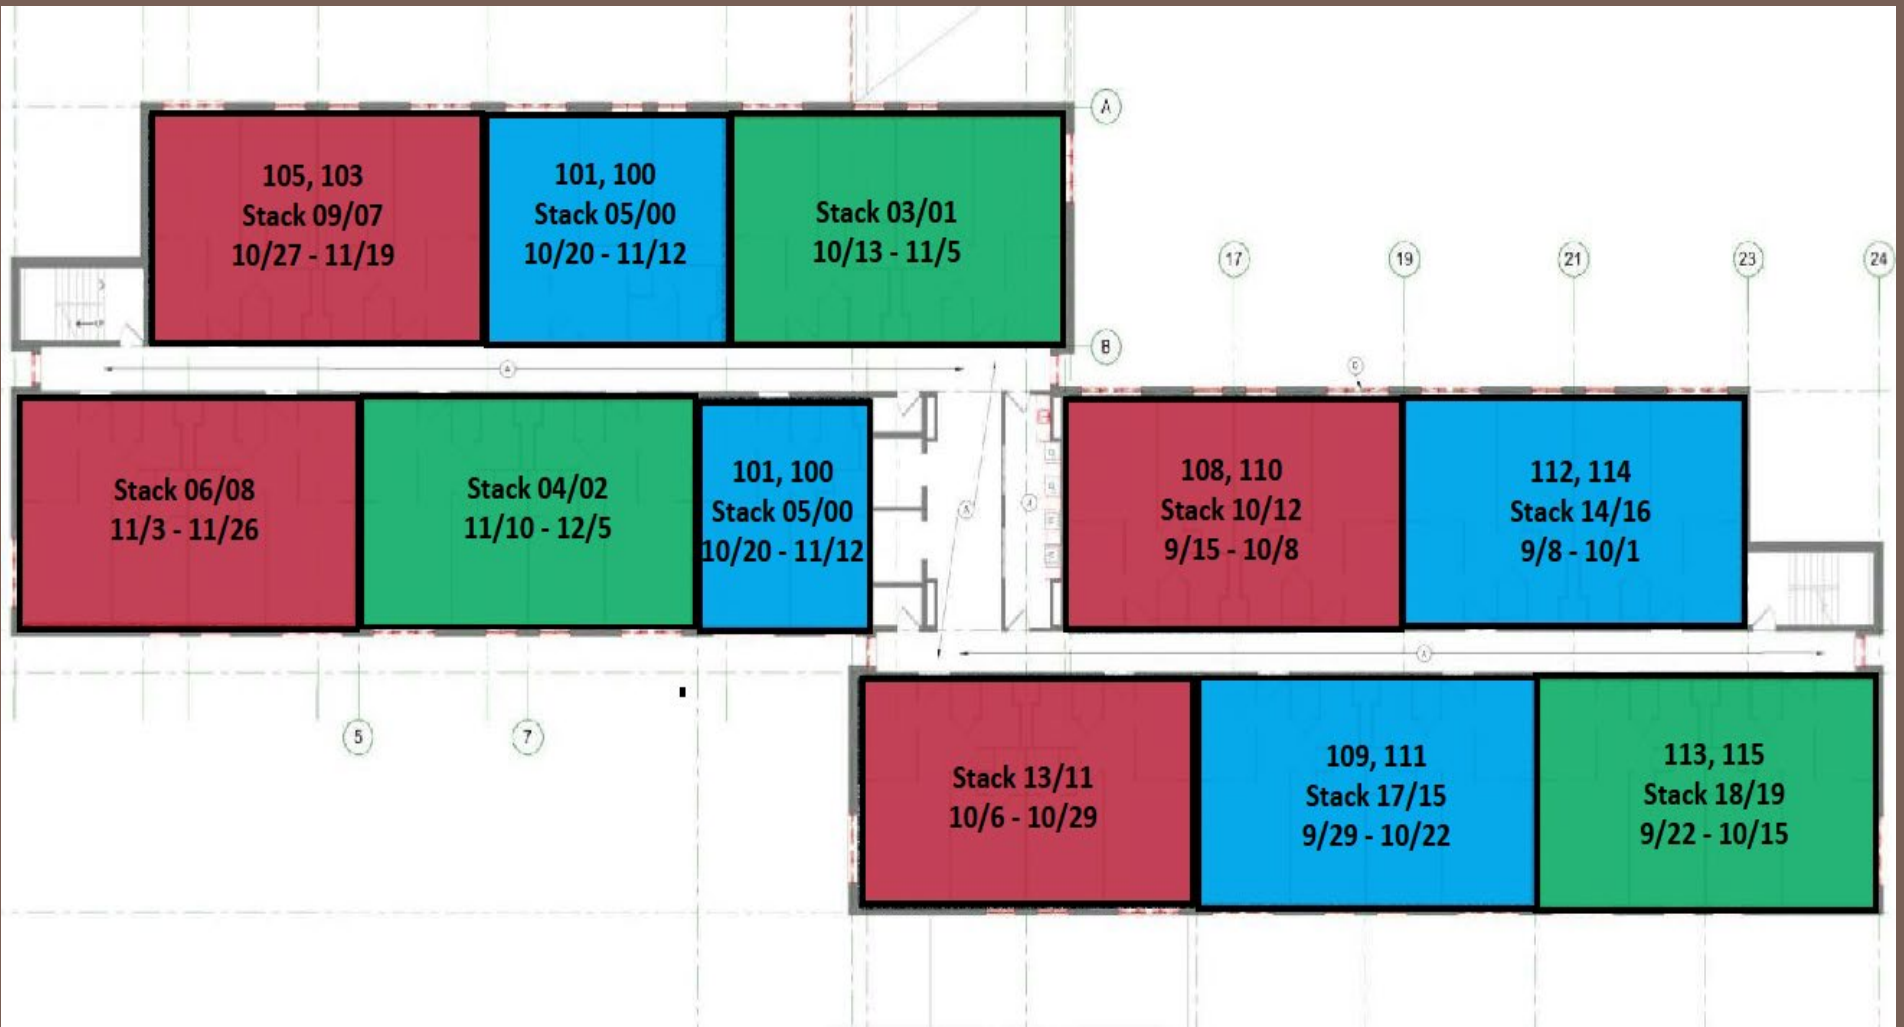 A
105, 103
Stack 09/07
10/27 - 11/19
101, 100
Stack 05/00
10/20 - 11/12
Stack 03/01
10/13 - 11/5
17
19
21
23
24
B
A
Stack 06/08
11/3 - 11/26
Stack 04/02
11/10 - 12/5
101, 100
Stack 05/00
10/20 - 11/12
A
A
108, 110
Stack 10/12
9/15 - 10/8
112, 114
Stack 14/16
9/8 - 10/1
A
5
7
Stack 13/11
10/6 - 10/29
109, 111
Stack 17/15
9/29 - 10/22
113, 115
Stack 18/19
9/22 - 10/15